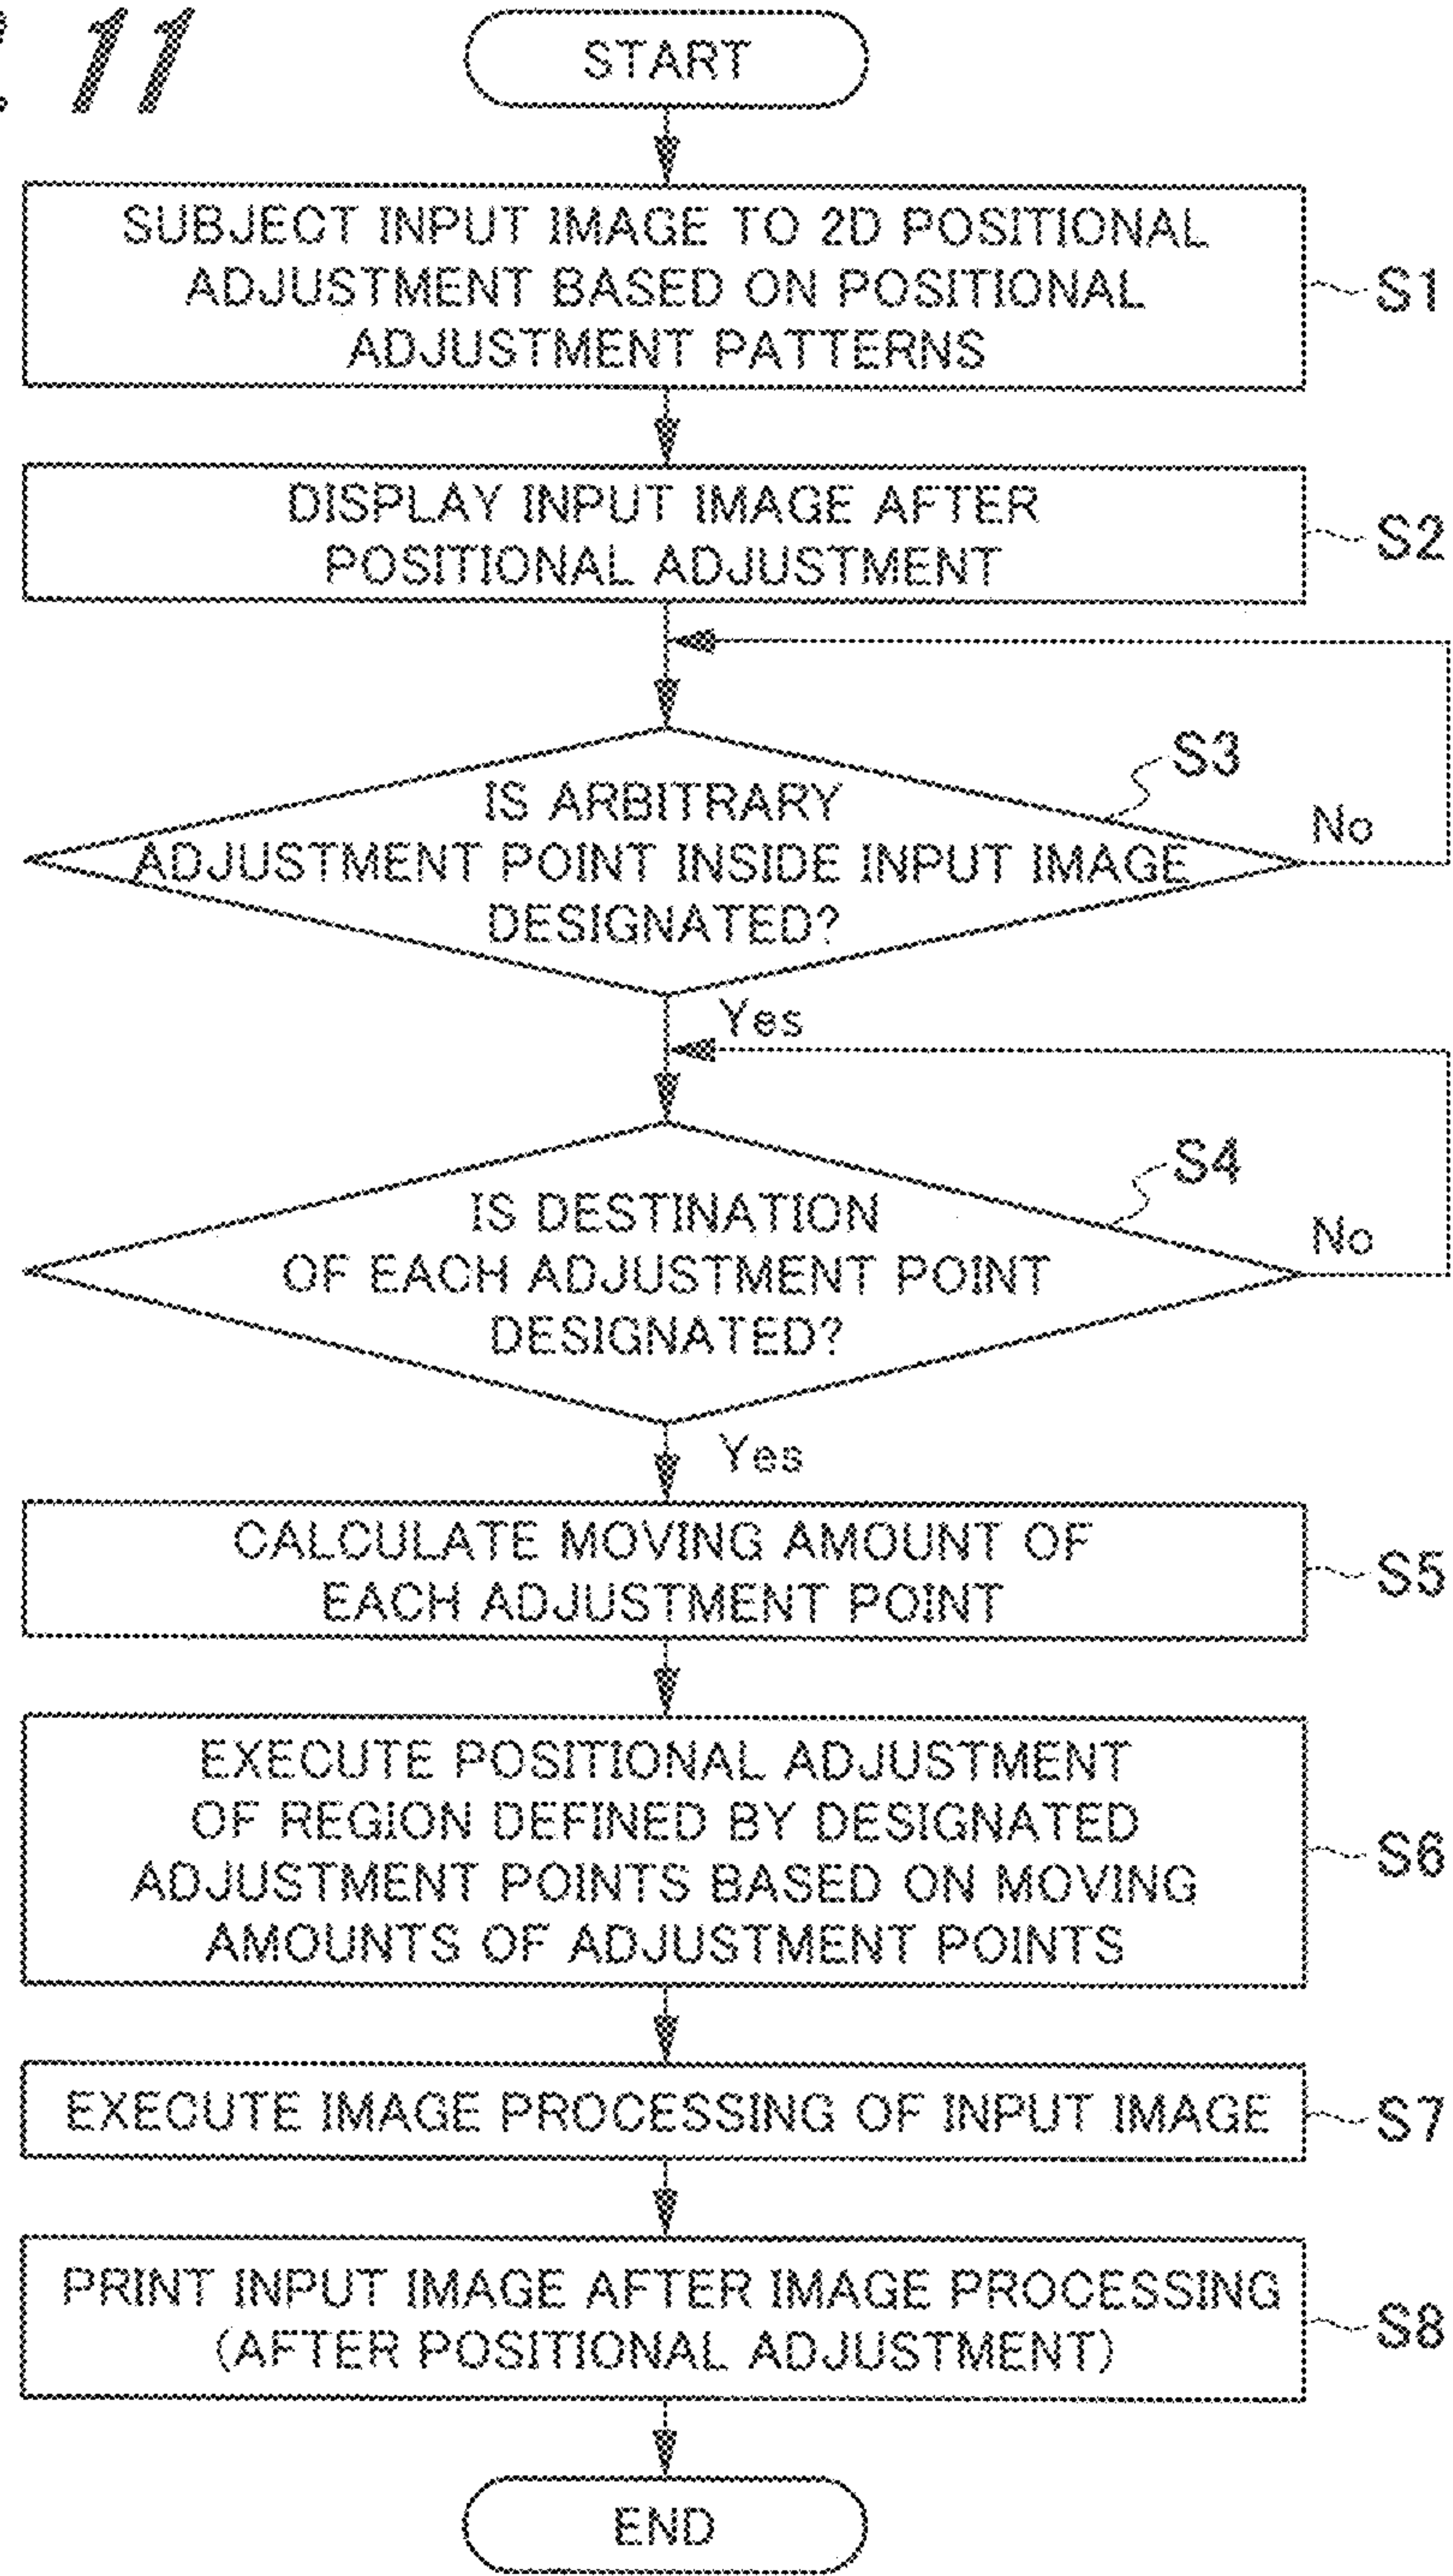 11
START
SUBJECT INPUT IMAGE TO 2D POSITIONAL
ADJUSTMENT BASED ON POSITIONAL
ADJUSTMENT PATTERNS
S1
DISPLAY INPUT IMAGE AFTER
POSITIONAL ADJUSTMENT
S2
S3
IS ARBITRARY
ADJUSTMENT POINT INSIDE INPUT IMAGE
DESIGNATED?
No
Yes
S4
IS DESTINATION
OF EACH ADJUSTMENT POINT
DESIGNATED?
No
Yes
CALCULATE MOVING AMOUNT OF
EACH ADJUSTMENT POINT
S5
EXECUTE POSITIONAL ADJUSTMENT
OF REGION DEFINED BY DESIGNATED
ADJUSTMENT POINTS BASED ON MOVING
AMOUNTS OF ADJUSTMENT POINTS
S6
EXECUTE IMAGE PROCESSING OF INPUT IMAGE
S7
PRINT INPUT IMAGE AFTER IMAGE PROCESSING
(AFTER POSITIONAL ADJUSTMENT)
S8
END